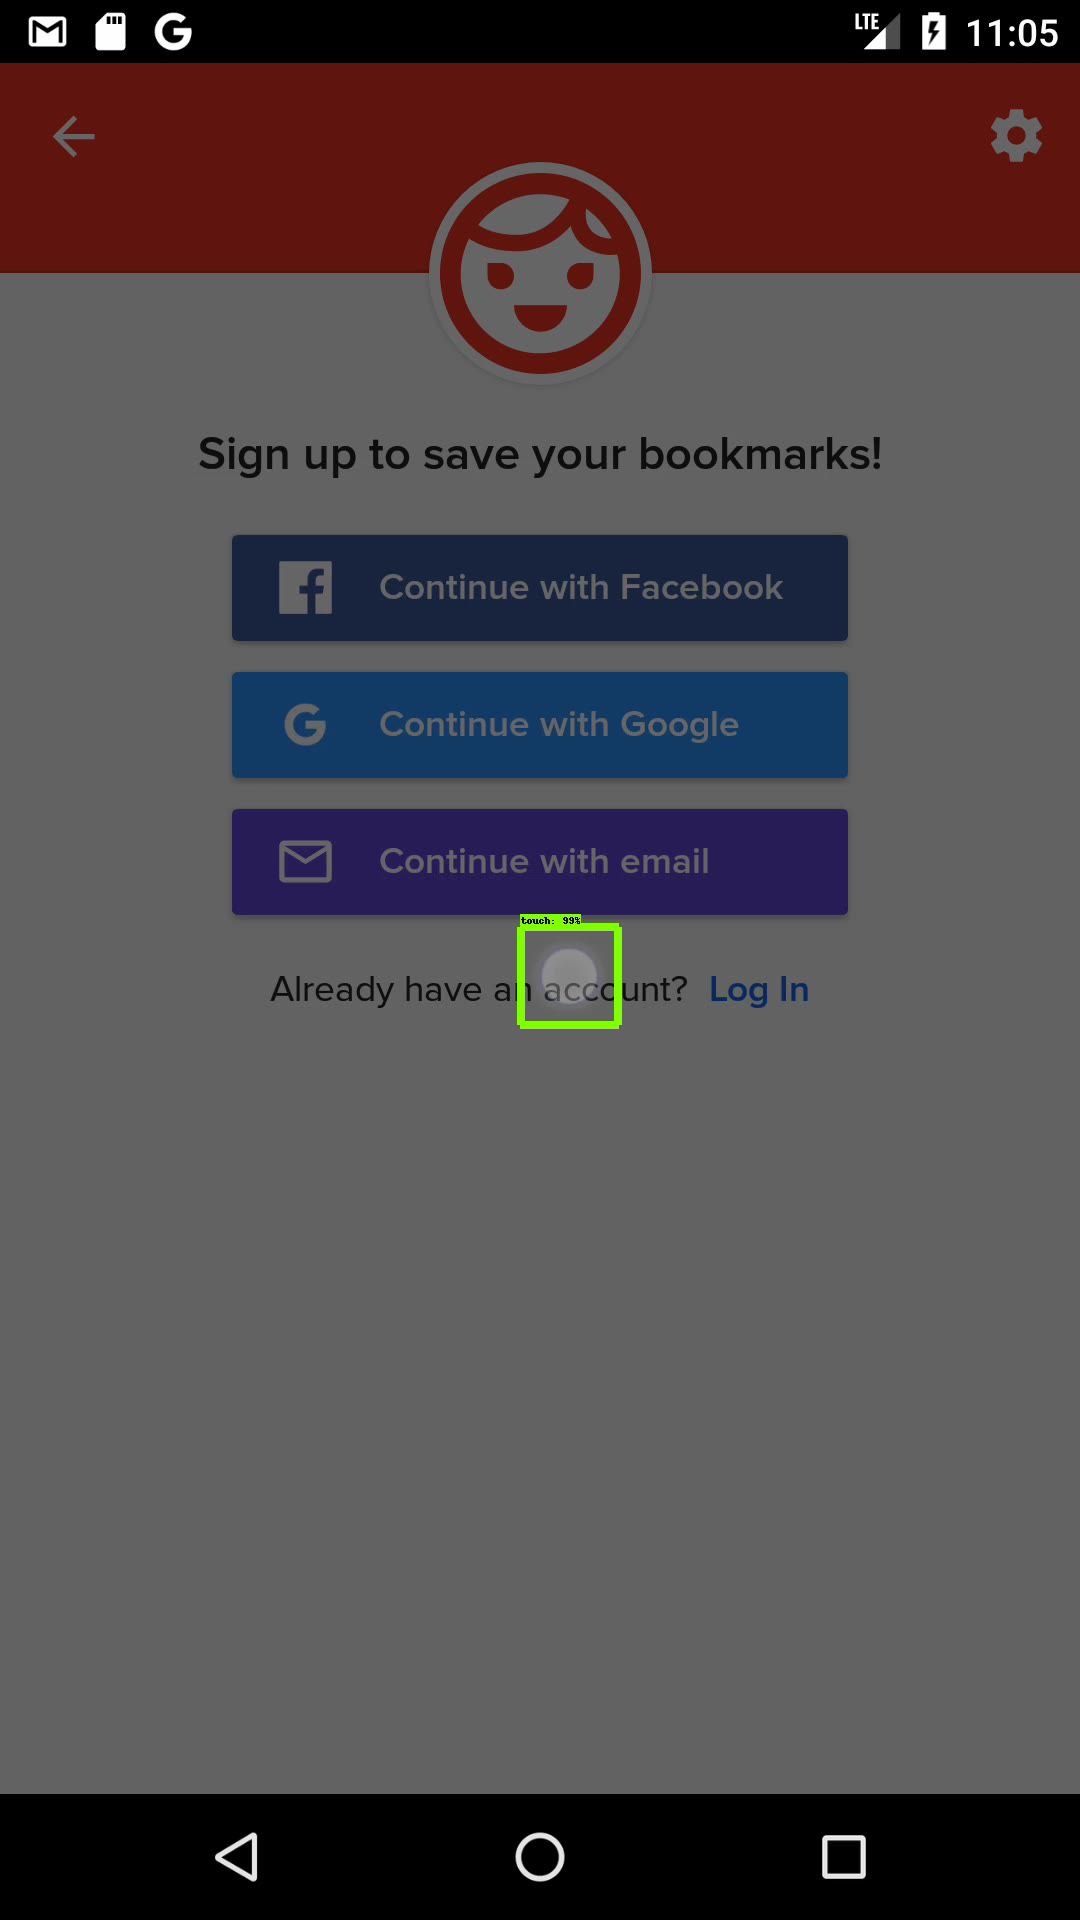 LTE 11:05
Sign up to save your bookmarks!
Continue with Facebook
Continue with Google
Continue with email
touch: 99%
Already have an account? Log In